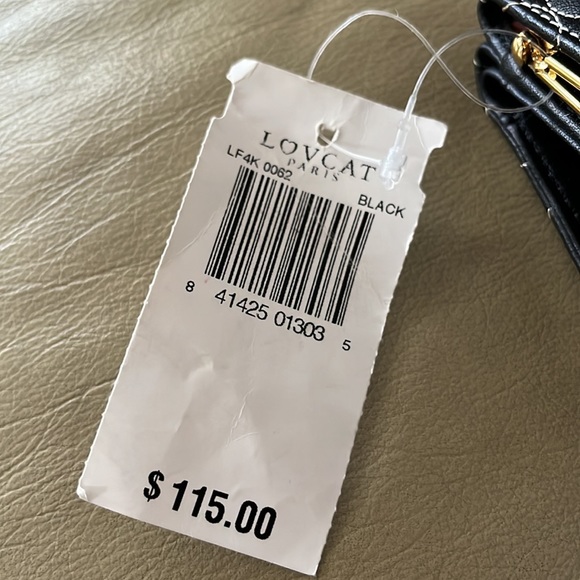 LOVCAT
PARIS
LF4K 0062
BLACK
8 41425 01303 5
$ 115.00